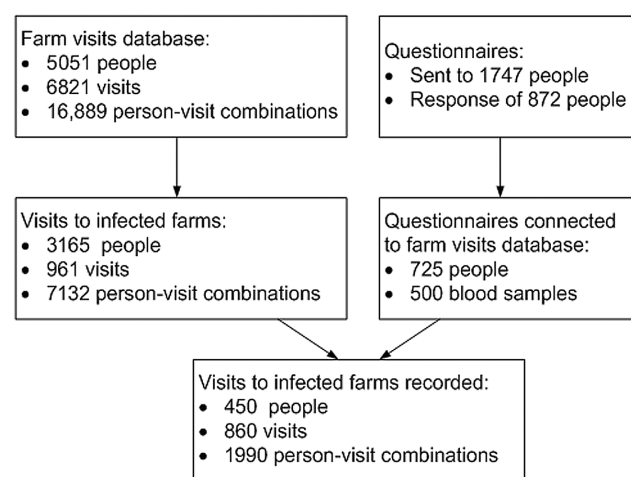 Farm visits database:
• 5051 people
• 6821 visits
• 16,889 person-visit combinations
Questionnaires:
• Sent to 1747 people
• Response of 872 people
Visits to infected farms:
• 3165 people
• 961 visits
• 7132 person-visit combinations
Questionnaires connected
to farm visits database:
• 725 people
• 500 blood samples
Visits to infected farms recorded:
• 450 people
• 860 visits
• 1990 person-visit combinations